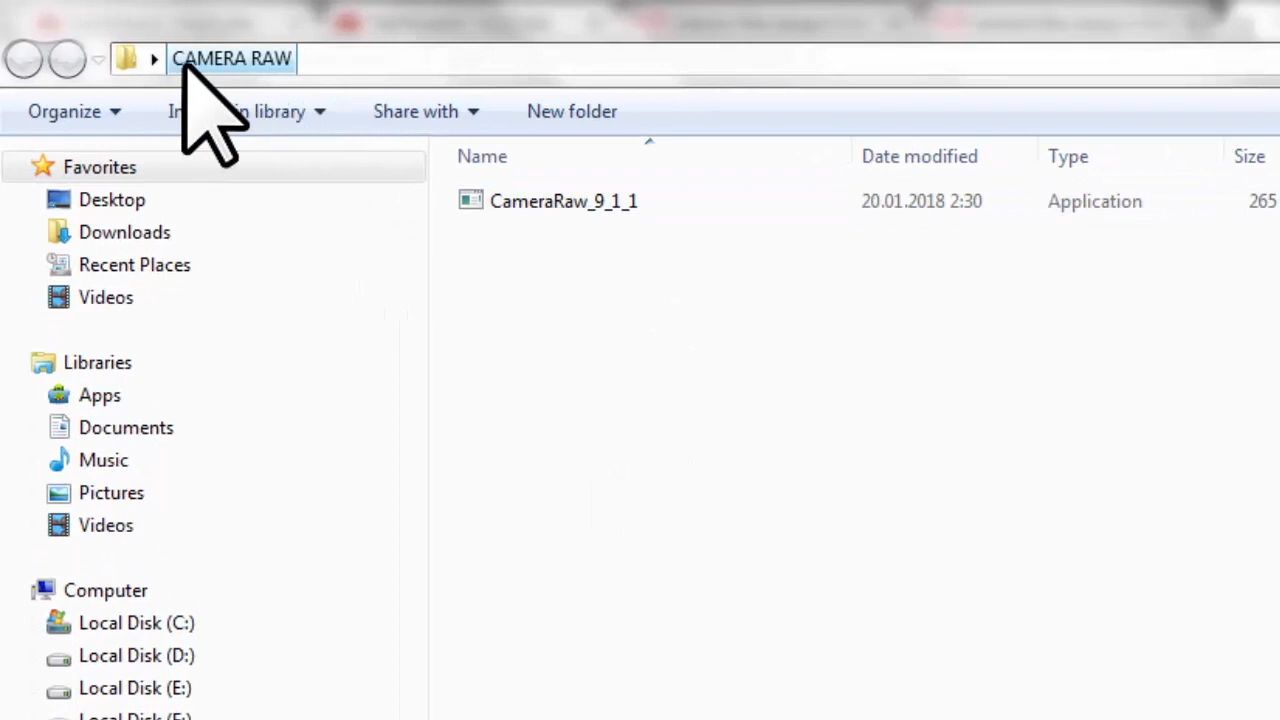 CAMERA RAW
Organize
in library
Share with
New folder
Name
Date modified
Type
Size
CameraRaw_9_1_1
20.01.2018 2:30
Application
265
Favorites
Desktop
Downloads
Recent Places
Videos
Libraries
Apps
Documents
Music
Pictures
Videos
Computer
Local Disk (C:)
Local Disk (D:)
Local Disk (E:)